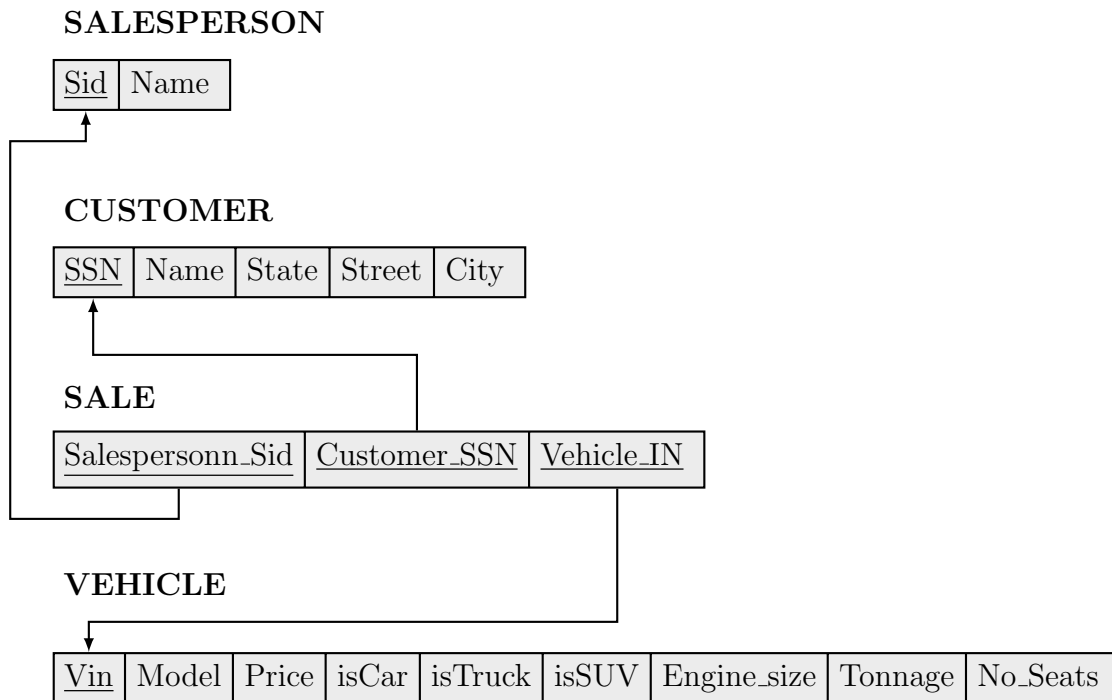 SALESPERSON
Sid Name
CUSTOMER
SSN Name State Street City
SALE
Salespersonn_Sid Customer_SSN Vehicle_IN
VEHICLE
Vin Model Price isCar isTruck isSUV Engine_size Tonnage No_Seats